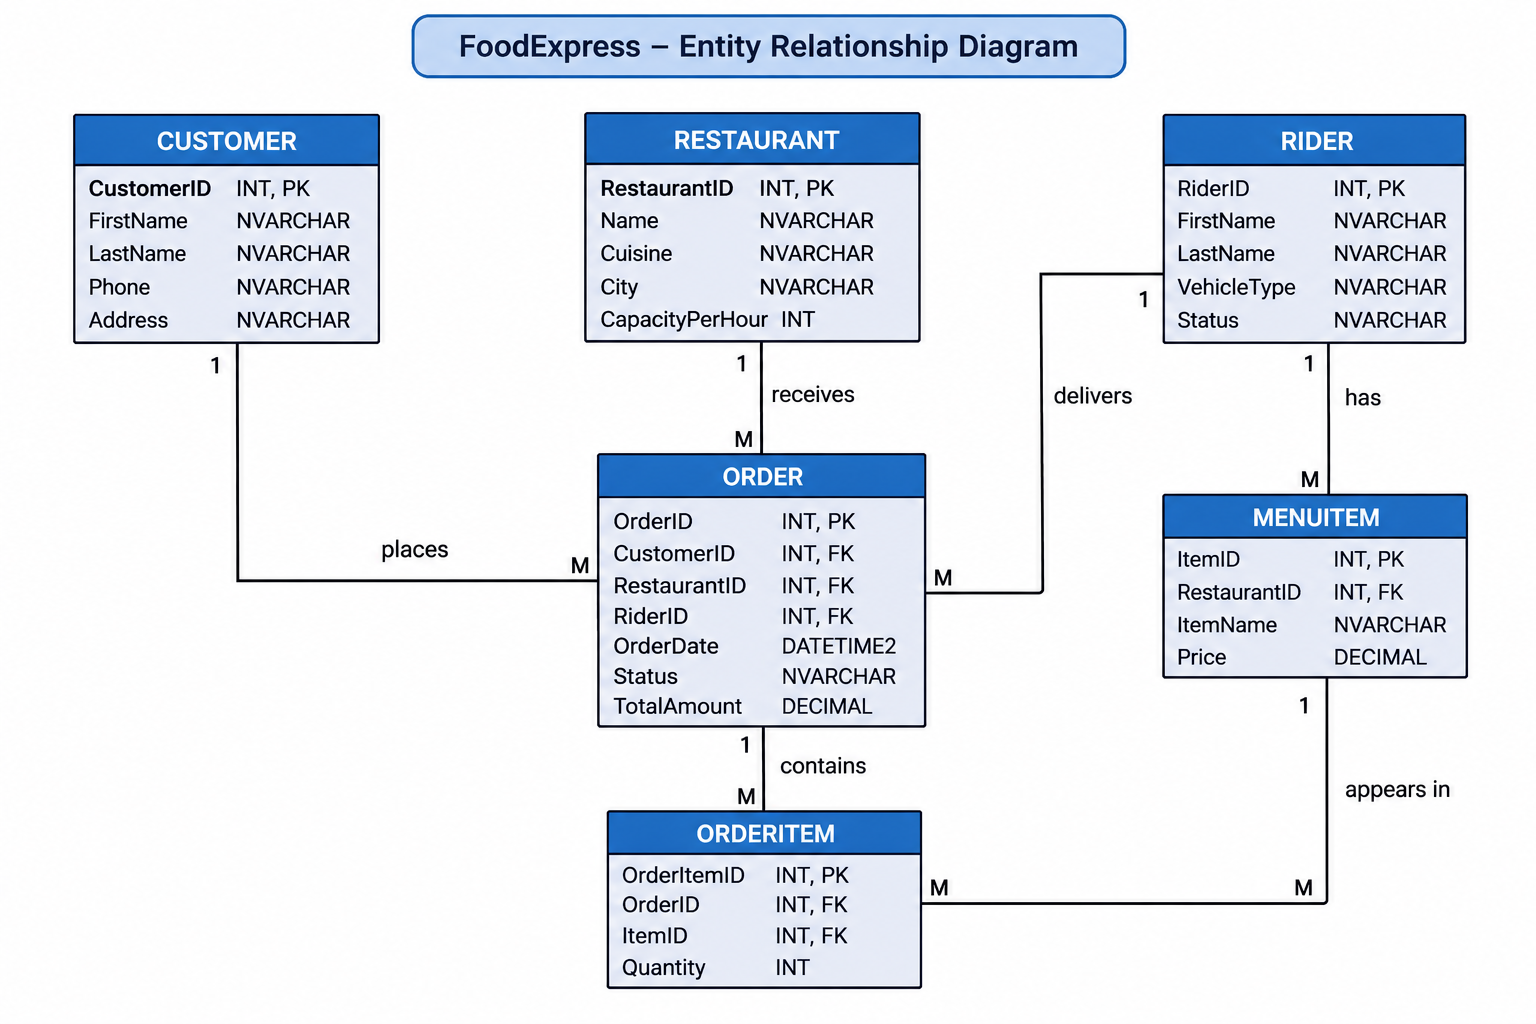 FoodExpress – Entity Relationship Diagram
CUSTOMER
CustomerID INT, PK
FirstName NVARCHAR
LastName NVARCHAR
Phone NVARCHAR
Address NVARCHAR
RESTAURANT
RestaurantID INT, PK
Name NVARCHAR
Cuisine NVARCHAR
City NVARCHAR
CapacityPerHour INT
RIDER
RiderID INT, PK
FirstName NVARCHAR
LastName NVARCHAR
VehicleType NVARCHAR
Status NVARCHAR
1
places
M
1
receives
M
1
delivers
M
1
has
M
ORDER
OrderID INT, PK
CustomerID INT, FK
RestaurantID INT, FK
RiderID INT, FK
OrderDate DATETIME2
Status NVARCHAR
TotalAmount DECIMAL
MENUITEM
ItemID INT, PK
RestaurantID INT, FK
ItemName NVARCHAR
Price DECIMAL
1
contains
M
1
appears in
M
M
ORDERITEM
OrderItemID INT, PK
OrderID INT, FK
ItemID INT, FK
Quantity INT